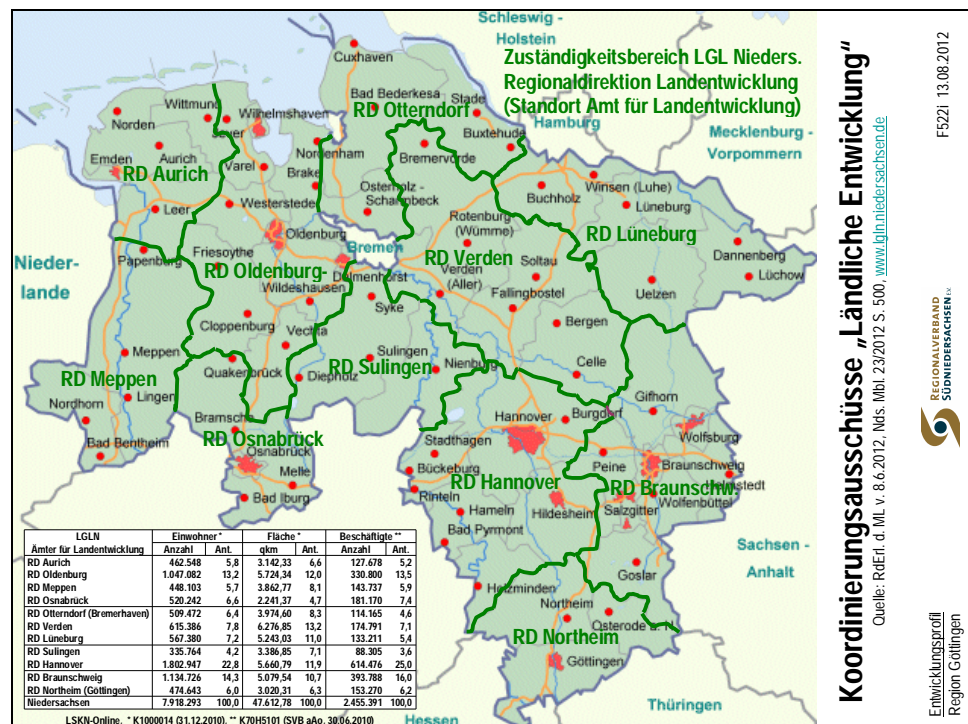 Schleswig -
Holstein
Zuständigkeitsbereich LGL Nieders.
Regionaldirektion Landentwicklung
(Standort Amt für Landentwicklung)
Hamburg
Mecklenburg -
Vorpommern
Cuxhaven
Bad Bederkesa
RD Otterndorf
Stade
Buxtehude
Bremervörde
Wittmund
Wilhelmshaven
Norden
Jever
Nordenham
Emden
Aurich
RD Aurich
Varel
Brake
Osterholz -
Scharmbeck
Leer
Westerstede
Oldenburg
Bremen
Rotenburg
(Wümme)
Buchholz
Winsen (Luhe)
Lüneburg
RD Lüneburg
Dannenberg
Lüchow
Uelzen
Nieder-
lande
Papenburg
Friesoythe
RD Oldenburg-
Delmenhorst
Wildeshausen
RD Verden
Verden
(Aller)
Soltau
Fallingbostel
Syke
Bergen
Cloppenburg
Vechta
Sulingen
RD Sulingen
Nienburg
Celle
Meppen
RD Meppen
Lingen
Quakenbrück
Diepholz
Nordhorn
Bad Bentheim
Bramsche
RD Osnabrück
Osnabrück
Melle
Bad Iburg
Hannover
Burgdorf
Gifhorn
Wolfsburg
Stadthagen
Bückeburg
Rinteln
RD Hannover
Peine
Braunschweig
RD Braunschw.
Helmstedt
Wolfenbüttel
Salzgitter
Hameln
Hildesheim
Bad Pyrmont
Goslar
Sachsen -
Anhalt
Holzminden
Northeim
Osterode a.
RD Northeim
Göttingen
Hessen
Thüringen
LGLN Einwohner * Fläche * Beschäftigte **
Ämter für Landentwicklung Anzahl Ant. qkm Ant. Anzahl Ant.
RD Aurich 462.548 5,8 3.142,33 6,6 127.678 5,2
RD Oldenburg 1.047.082 13,2 5.724,34 12,0 330.800 13,5
RD Meppen 448.103 5,7 3.862,77 8,1 143.737 5,9
RD Osnabrück 520.242 6,6 2.241,37 4,7 181.170 7,4
RD Otterndorf (Bremerhaven) 509.472 6,4 3.974,60 8,3 114.165 4,6
RD Verden 615.386 7,8 6.276,85 13,2 174.791 7,1
RD Lüneburg 567.380 7,2 5.243,03 11,0 133.211 5,4
RD Sulingen 335.764 4,2 3.386,85 7,1 88.305 3,6
RD Hannover 1.802.947 22,8 5.660,79 11,9 614.476 25,0
RD Braunschweig 1.134.726 14,3 5.079,54 10,7 393.788 16,0
RD Northeim (Göttingen) 474.643 6,0 3.020,31 6,3 153.270 6,2
Niedersachsen 7.918.293 100,0 47.612,78 100,0 2.455.391 100,0
LSKN-Online, * K1000014 (31.12.2010), ** K70H5101 (SVB aAo, 30.06.2010)
Koordinierungsausschüsse „Ländliche Entwicklung“
Quelle: RdErl. d. ML v. 8.6.2012, Nds. Mbl. 23/2012 S. 500, www.lgln.niedersachsen.de
F522i 13.08.2012
REGIONALVERBAND
SÜDNIEDERSACHSEN E.V.
Entwicklungsprofil
Region Göttingen